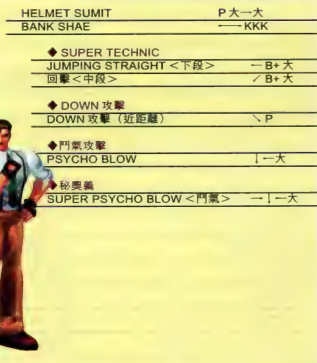 HELMET SUMIT P大→大
BANK SHAE ←─KKK
◆ SUPER TECHNIC
JUMPING STRAIGHT <下段> ←B+大
回擊<中段> ↙B+大
◆ DOWN 攻擊
DOWN 攻擊 (近距離) ↘P
◆鬥氣攻擊
PSYCHO BLOW ↓←大
◆秘奧義
SUPER PSYCHO BLOW <鬥氣> →↓←大